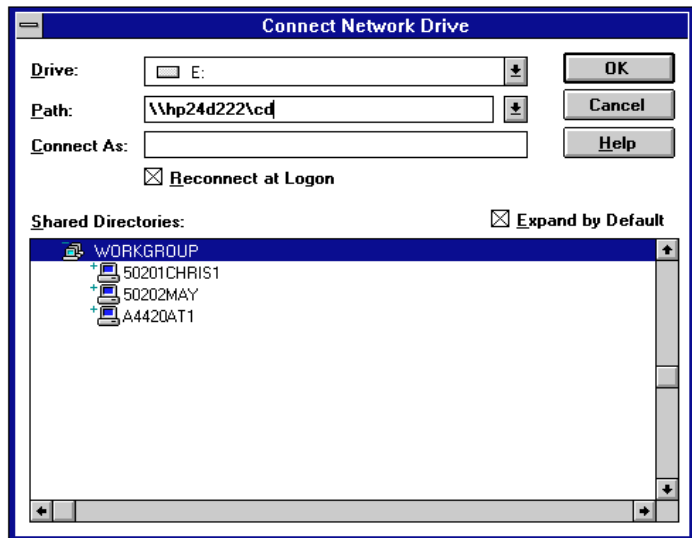 Connect Network Drive
Drive: E: OK
Path: \\hp24d222\cd Cancel
Connect As: Help
Reconnect at Logon
Shared Directories: Expand by Default
WORKGROUP
50201CHRIS1
50202MAY
A4420AT1